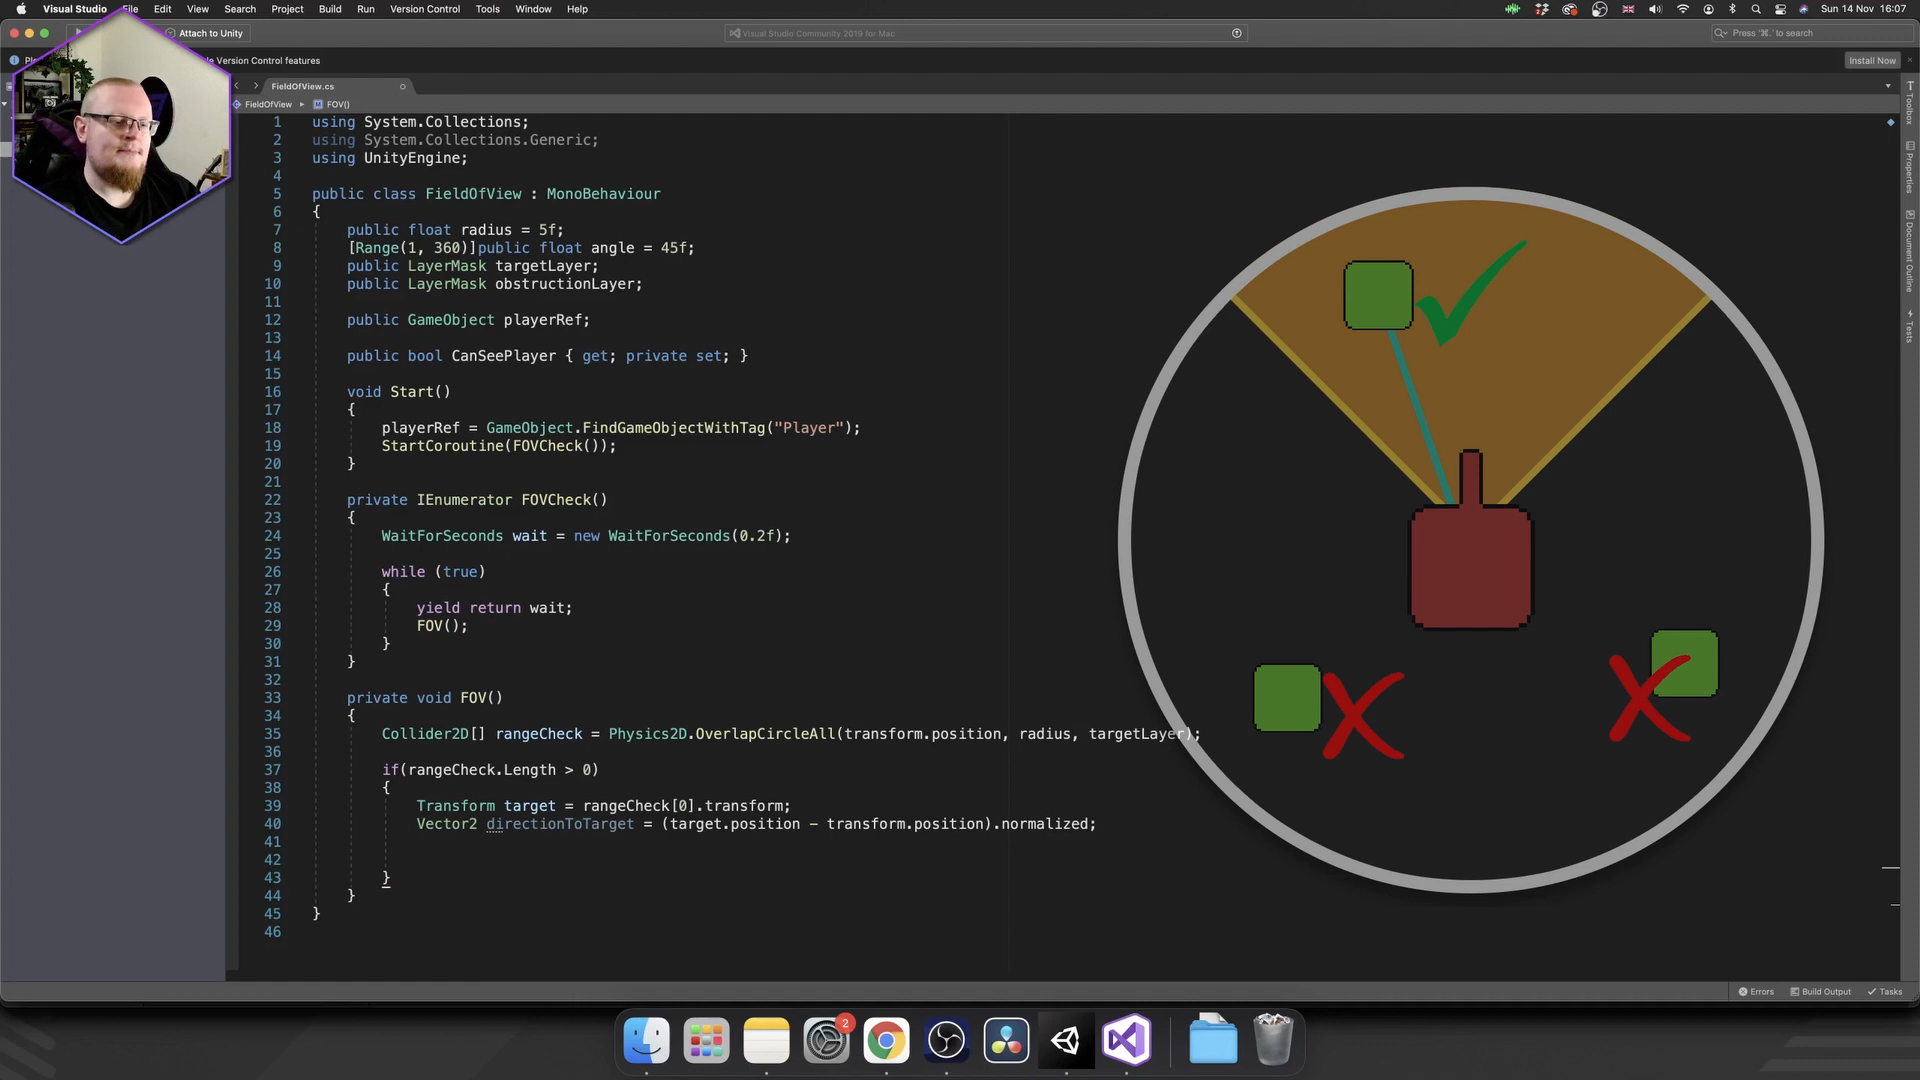 Visual Studio File Edit View Search Project Build Run Version Control Tools Window Help Sun 14 Nov 16:07
Attach to Unity Visual Studio Community 2019 for Mac Press '⌘.' to search
Version Control features Install Now
FieldOfView.cs
FieldOfView FOV()
1 using System.Collections;
2 using System.Collections.Generic;
3 using UnityEngine;
4
5 public class FieldOfView : MonoBehaviour
6 {
7 public float radius = 5f;
8 [Range(1, 360)]public float angle = 45f;
9 public LayerMask targetLayer;
10 public LayerMask obstructionLayer;
11
12 public GameObject playerRef;
13
14 public bool CanSeePlayer { get; private set; }
15
16 void Start()
17 {
18 playerRef = GameObject.FindGameObjectWithTag("Player");
19 StartCoroutine(FOVCheck());
20 }
21
22 private IEnumerator FOVCheck()
23 {
24 WaitForSeconds wait = new WaitForSeconds(0.2f);
25
26 while (true)
27 {
28 yield return wait;
29 FOV();
30 }
31 }
32
33 private void FOV()
34 {
35 Collider2D[] rangeCheck = Physics2D.OverlapCircleAll(transform.position, radius, targetLayer);
36
37 if(rangeCheck.Length > 0)
38 {
39 Transform target = rangeCheck[0].transform;
40 Vector2 directionToTarget = (target.position - transform.position).normalized;
41
42
43 }
44 }
45 }
46
Toolbox
Properties
Document Outline
Tests
Errors Build Output Tasks
2